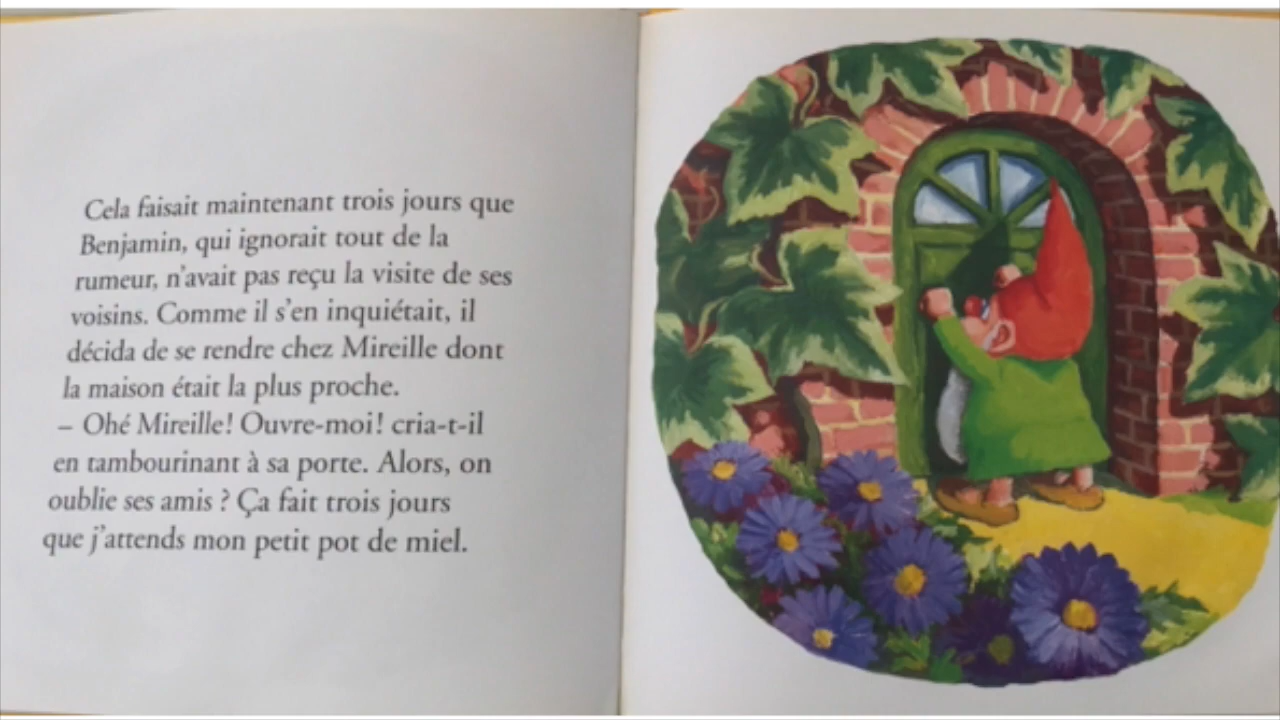 Cela faisait maintenant trois jours que
Benjamin, qui ignorait tout de la
rumeur, n'avait pas reçu la visite de ses
voisins. Comme il s'en inquiétait, il
décida de se rendre chez Mireille dont
la maison était la plus proche.
– Ohé Mireille! Ouvre-moi! cria-t-il
en tambourinant à sa porte. Alors, on
oublie ses amis ? Ça fait trois jours
que j'attends mon petit pot de miel.